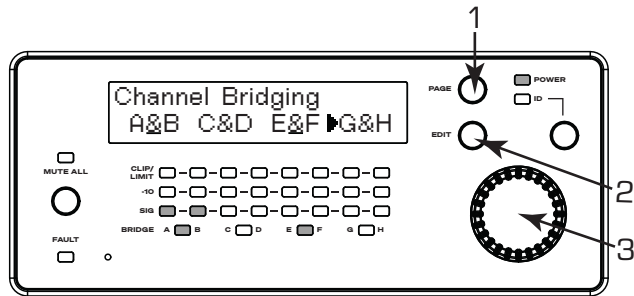 1
PAGE
POWER
ID
Channel Bridging
A&B C&D E&F G&H
EDIT
2
MUTE ALL
CLIP/
LIMIT
-10
SIG
BRIDGE A B C D E F G H
FAULT
3